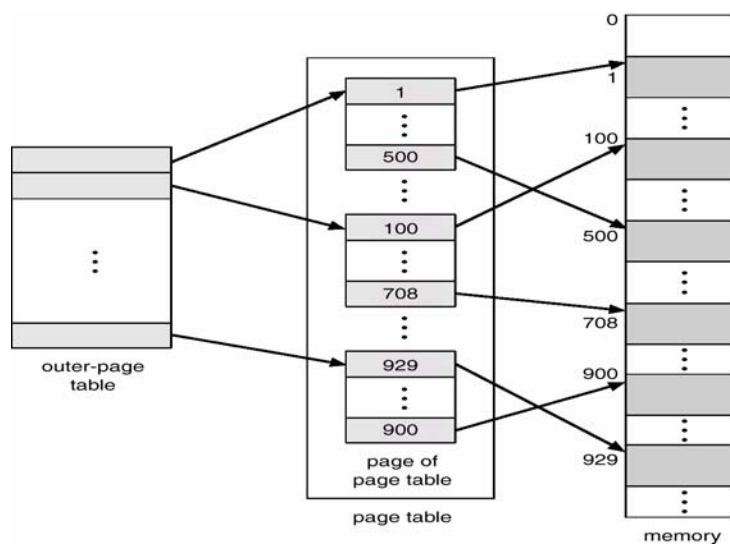 outer-page
table
1
500
100
708
929
900
page of
page table
page table
0
1
100
500
708
900
929
memory